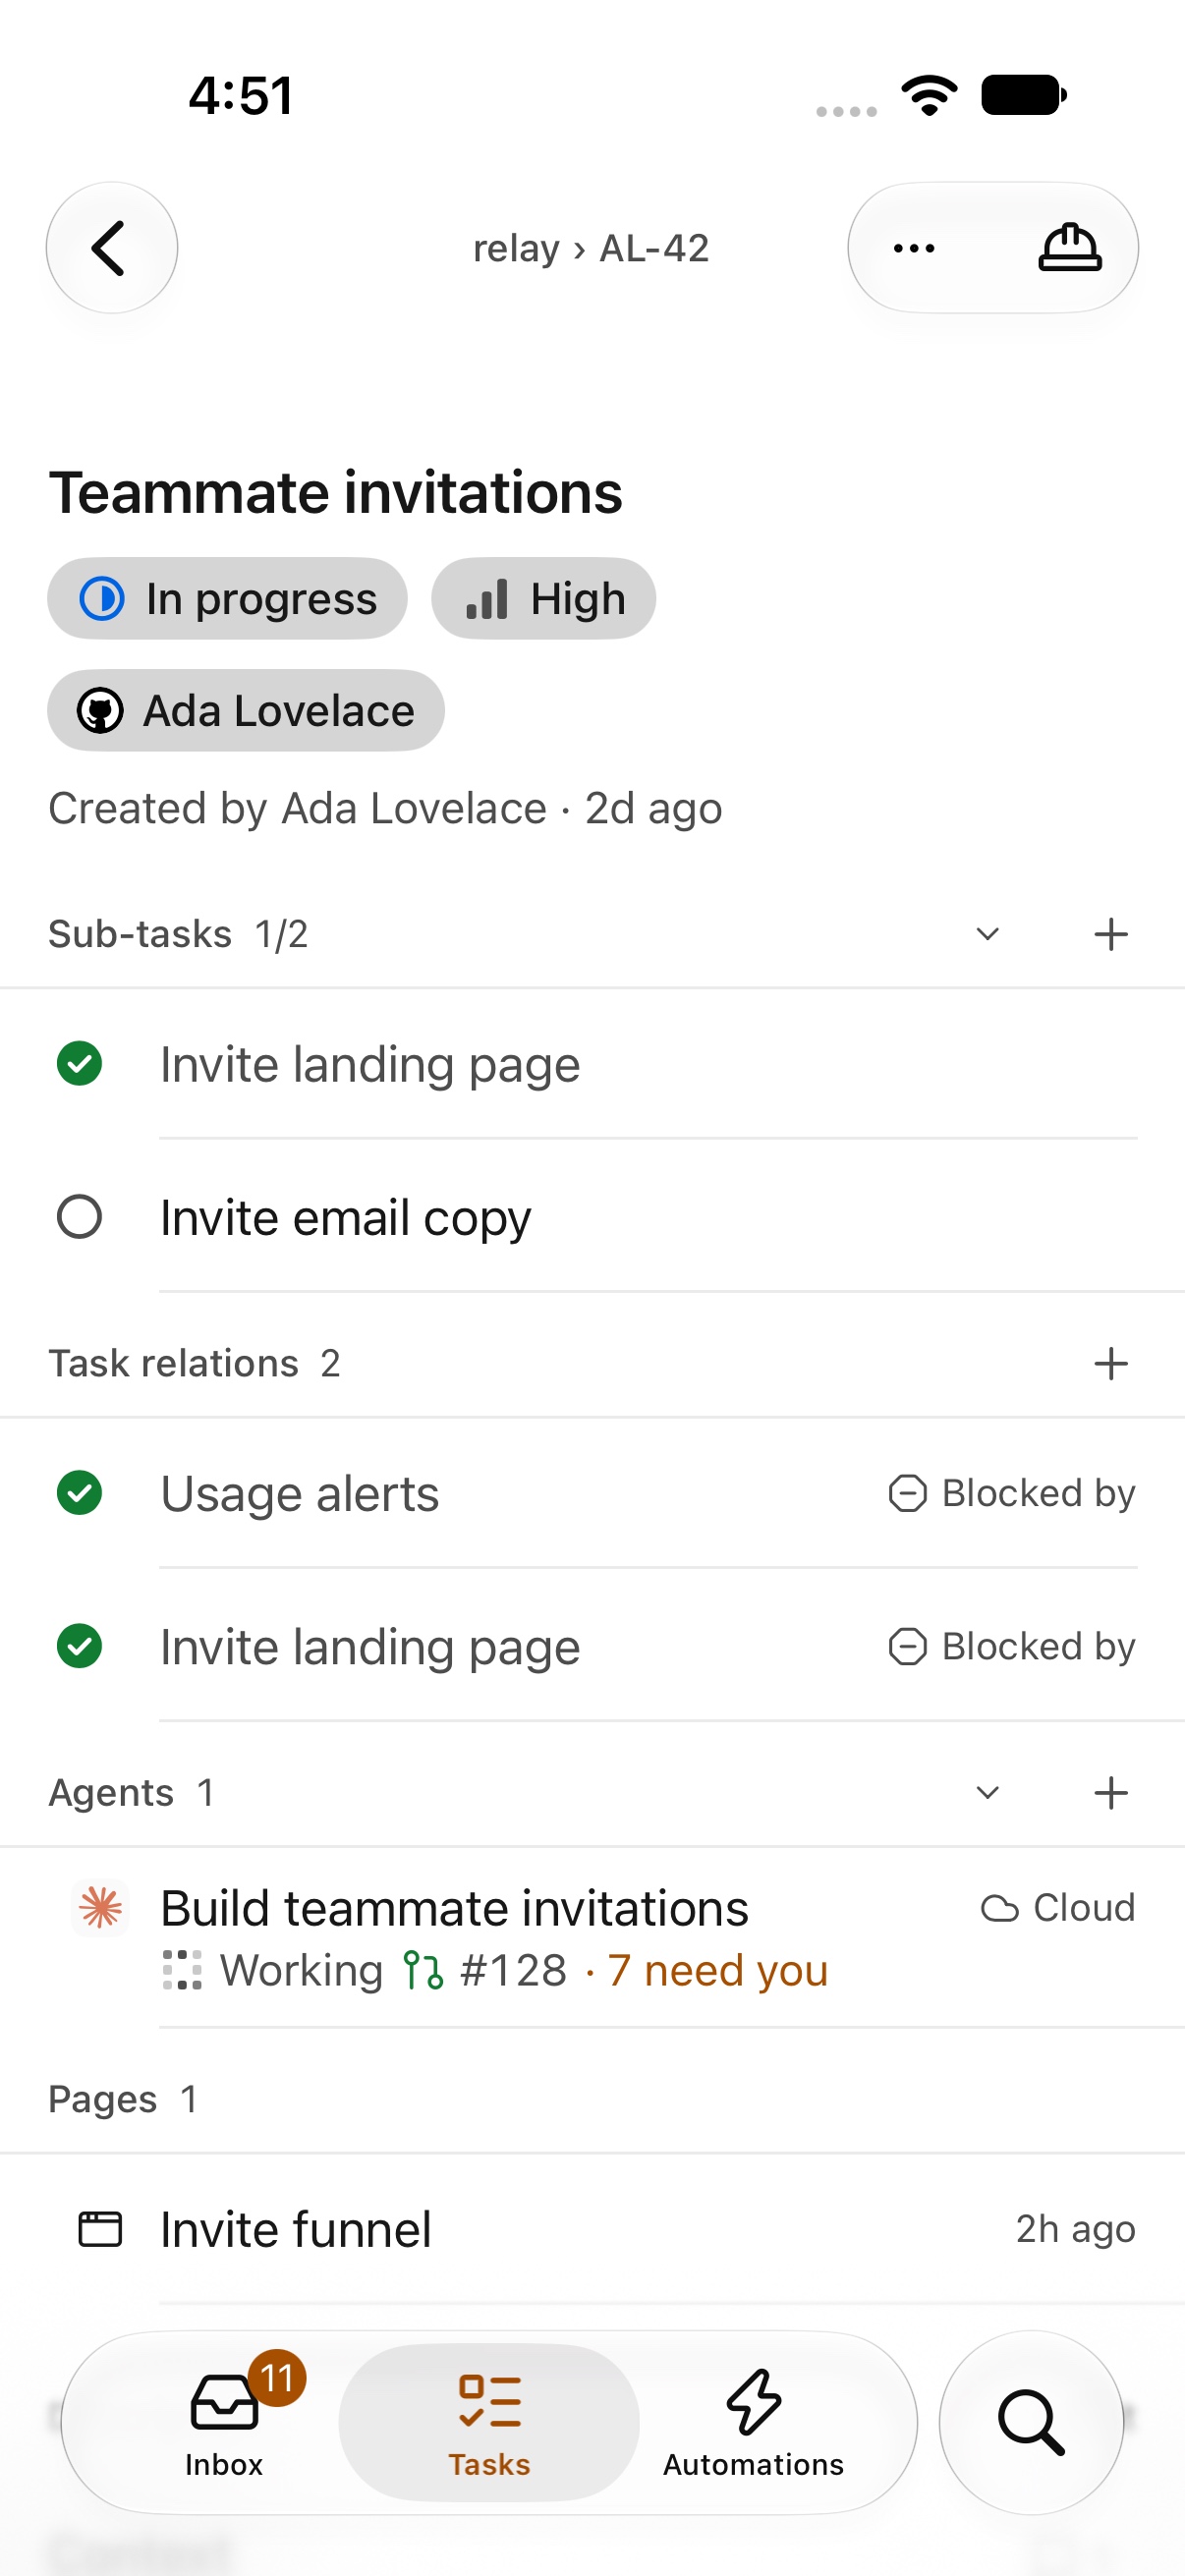 4:51
relay › AL-42
Teammate invitations
In progress
High
Ada Lovelace
Created by Ada Lovelace · 2d ago
Sub-tasks 1/2
Invite landing page
Invite email copy
Task relations 2
Usage alerts Blocked by
Invite landing page Blocked by
Agents 1
Build teammate invitations Cloud
Working #128 · 7 need you
Pages 1
Invite funnel 2h ago
11
Inbox
Tasks
Automations